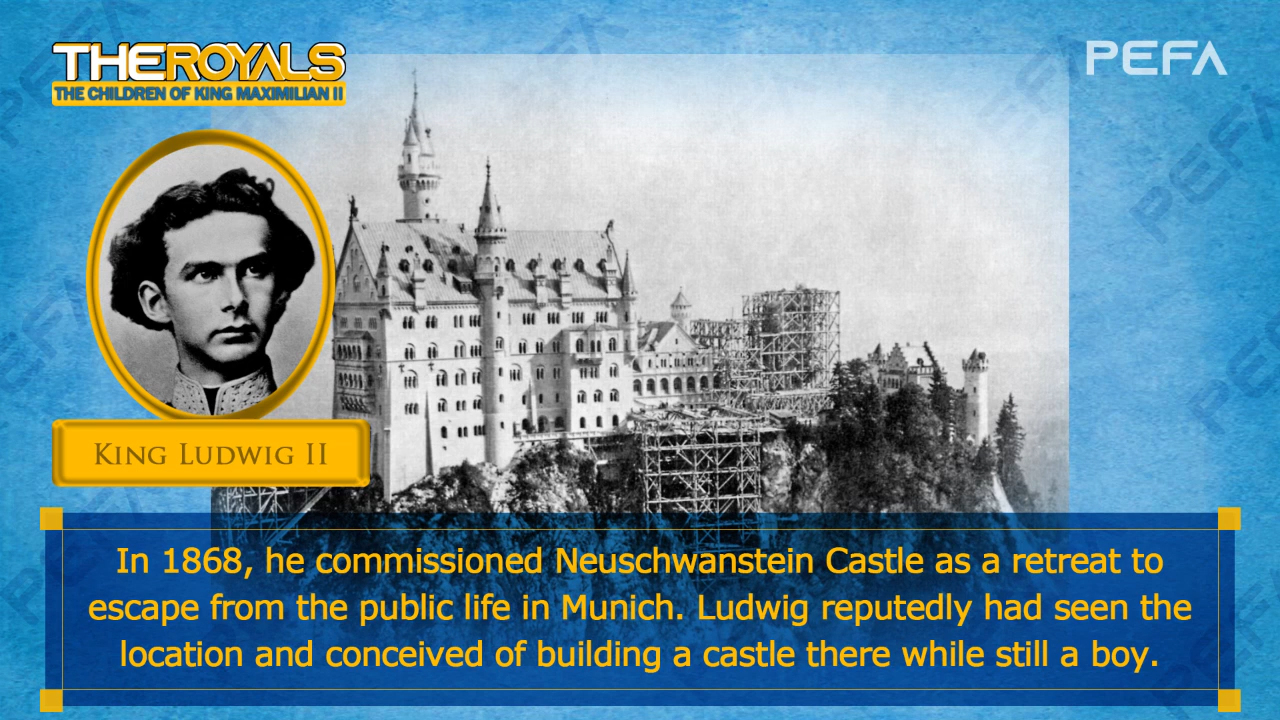 THE ROYALS
THE CHILDREN OF KING MAXIMILIAN II
PEFA
KING LUDWIG II
In 1868, he commissioned Neuschwanstein Castle as a retreat to
escape from the public life in Munich. Ludwig reputedly had seen the
location and conceived of building a castle there while still a boy.